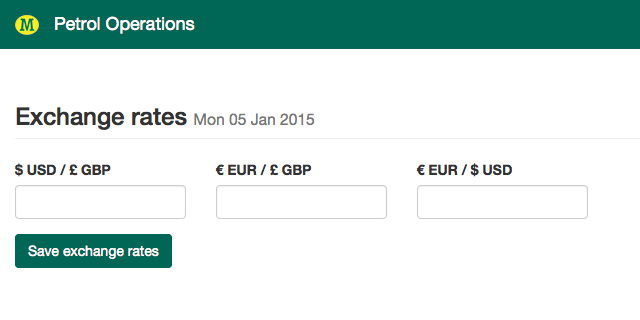 M Petrol Operations
Exchange rates Mon 05 Jan 2015
$ USD / £ GBP € EUR / £ GBP € EUR / $ USD
Save exchange rates